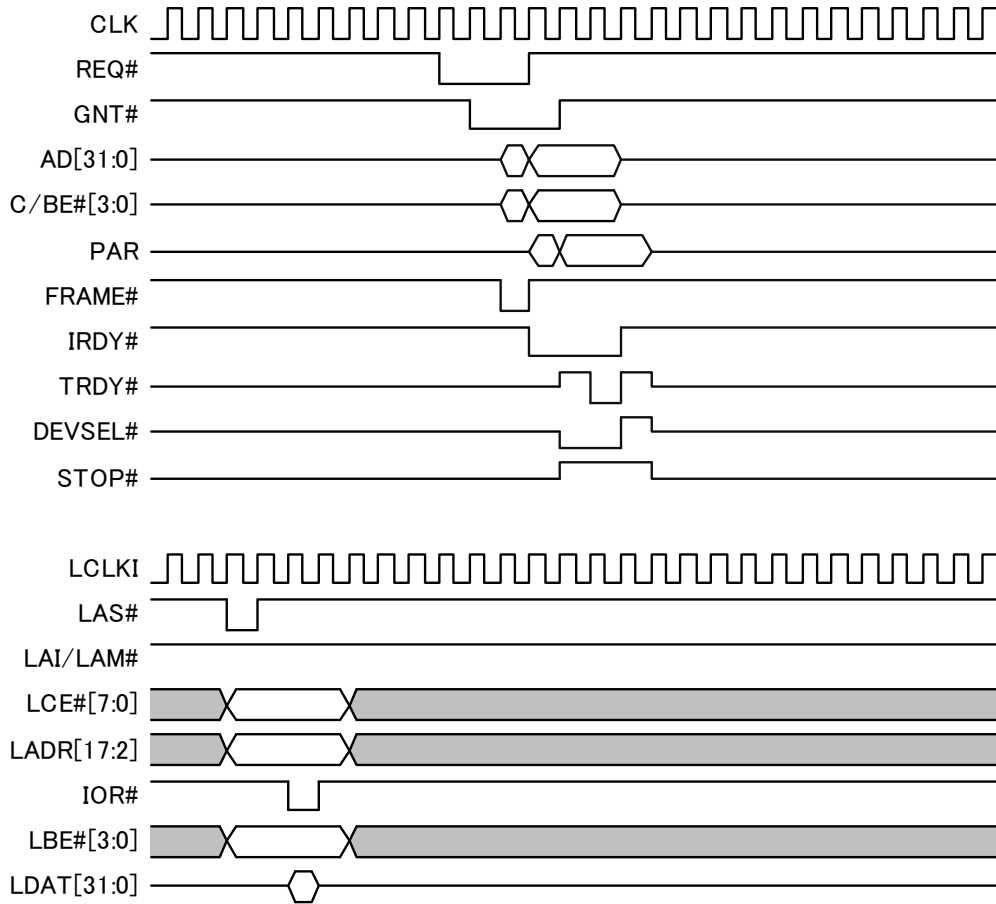 CLK
REQ#
GNT#
AD[31:0]
C/BE#[3:0]
PAR
FRAME#
IRDY#
TRDY#
DEVSEL#
STOP#
LCLKI
LAS#
LAI/LAM#
LCE#[7:0]
LADR[17:2]
IOR#
LBE#[3:0]
LDAT[31:0]